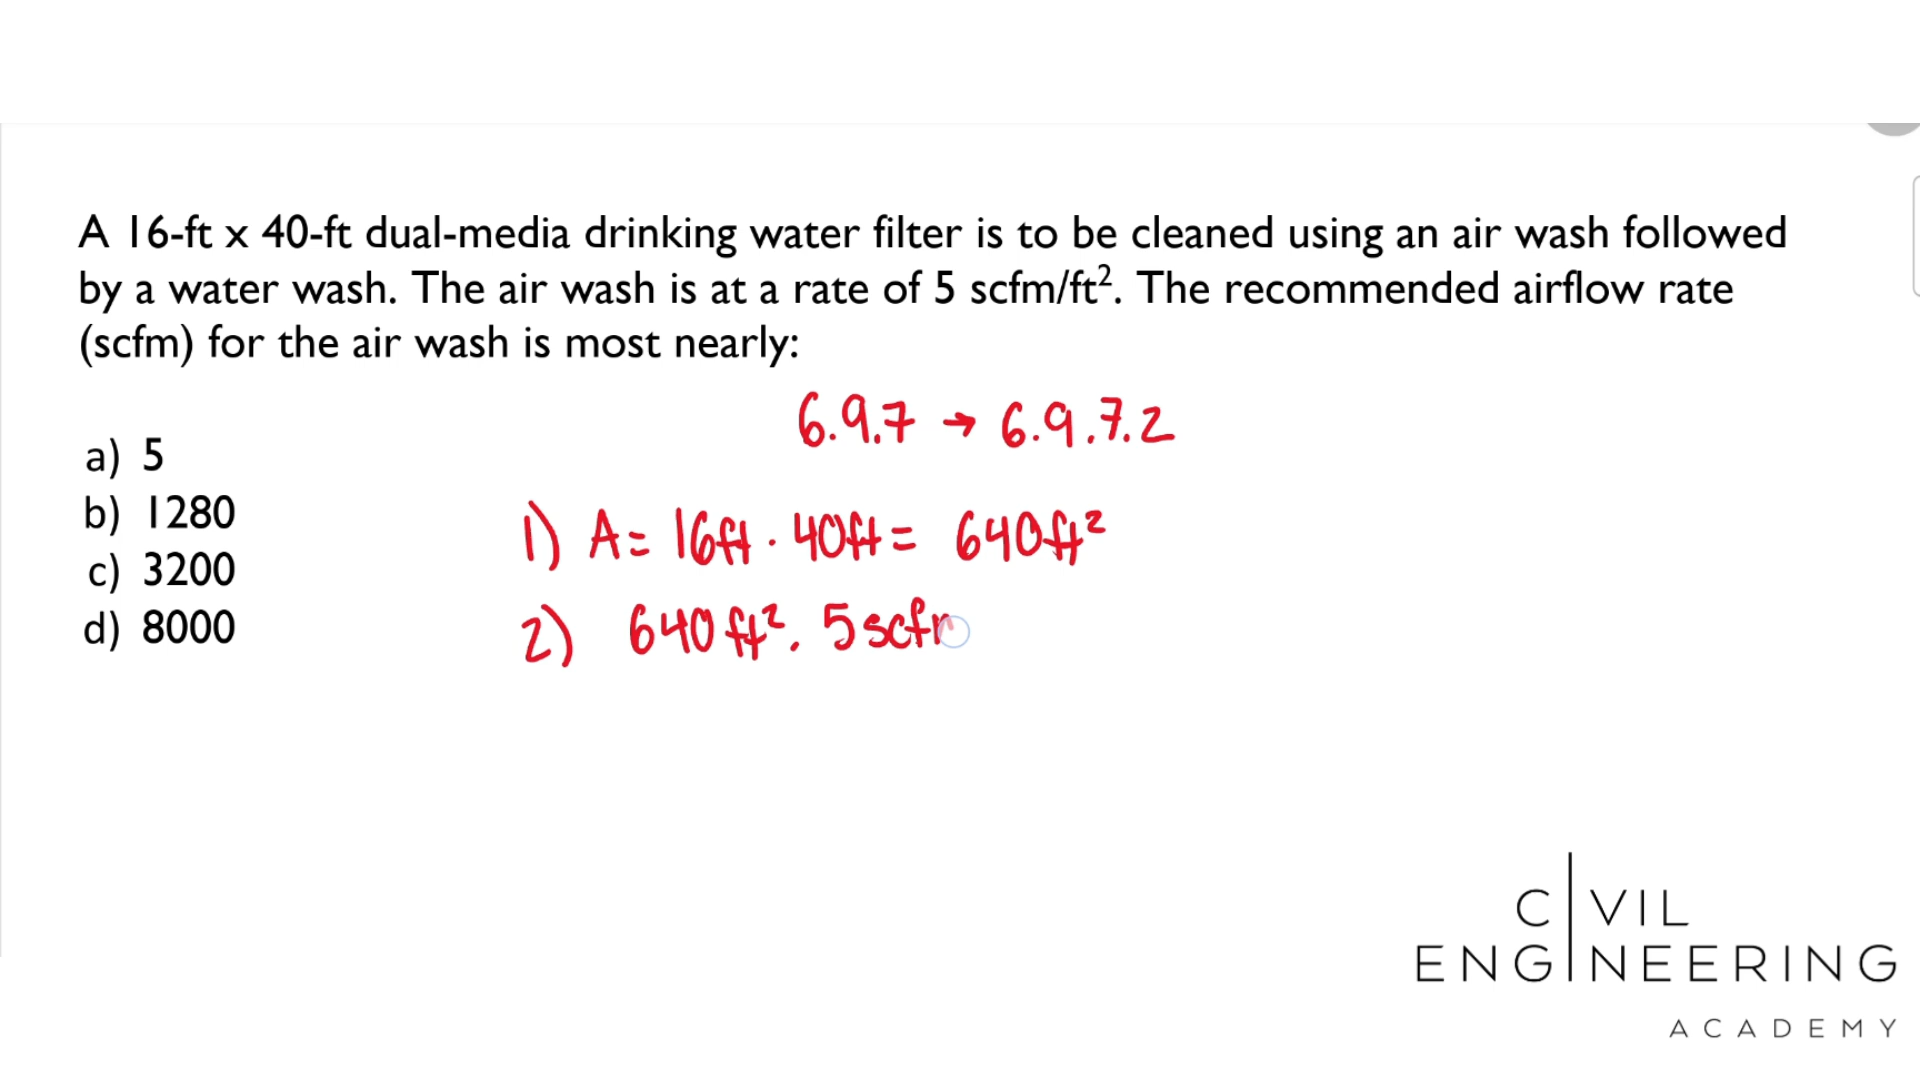 A 16-ft x 40-ft dual-media drinking water filter is to be cleaned using an air wash followed
by a water wash. The air wash is at a rate of 5 scfm/ft². The recommended airflow rate
(scfm) for the air wash is most nearly:
6.9.7 → 6.9.7.2
a) 5
b) 1280
c) 3200
d) 8000
1) A = 16ft · 40ft = 640ft²
2) 640ft² · 5scfm
CIVIL
ENGINEERING
ACADEMY